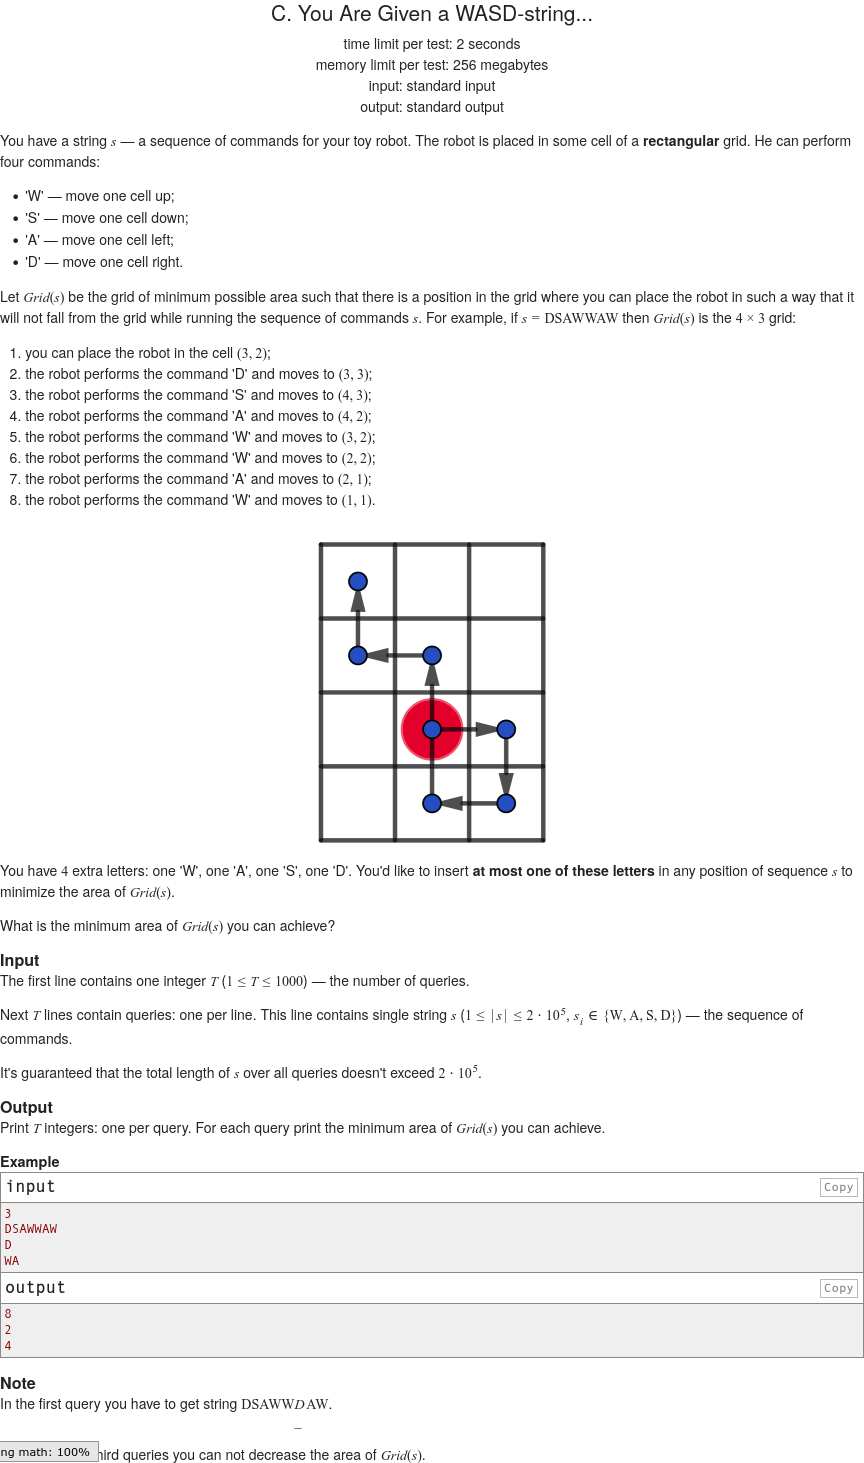 C. You Are Given a WASD-string...
time limit per test: 2 seconds
memory limit per test: 256 megabytes
input: standard input
output: standard output
You have a string s — a sequence of commands for your toy robot. The robot is placed in some cell of a rectangular grid. He can perform
four commands:
• 'W' — move one cell up;
• 'S' — move one cell down;
• 'A' — move one cell left;
• 'D' — move one cell right.
Let Grid(s) be the grid of minimum possible area such that there is a position in the grid where you can place the robot in such a way that it
will not fall from the grid while running the sequence of commands s. For example, if s = DSAWWAW then Grid(s) is the 4 × 3 grid:
1. you can place the robot in the cell (3, 2);
2. the robot performs the command 'D' and moves to (3, 3);
3. the robot performs the command 'S' and moves to (4, 3);
4. the robot performs the command 'A' and moves to (4, 2);
5. the robot performs the command 'W' and moves to (3, 2);
6. the robot performs the command 'W' and moves to (2, 2);
7. the robot performs the command 'A' and moves to (2, 1);
8. the robot performs the command 'W' and moves to (1, 1).
You have 4 extra letters: one 'W', one 'A', one 'S', one 'D'. You'd like to insert at most one of these letters in any position of sequence s to
minimize the area of Grid(s).
What is the minimum area of Grid(s) you can achieve?
Input
The first line contains one integer T (1 ≤ T ≤ 1000) — the number of queries.
Next T lines contain queries: one per line. This line contains single string s (1 ≤ |s| ≤ 2 · 10^5, s_i ∈ {W, A, S, D}) — the sequence of
commands.
It's guaranteed that the total length of s over all queries doesn't exceed 2 · 10^5.
Output
Print T integers: one per query. For each query print the minimum area of Grid(s) you can achieve.
Example
input
Copy
3
DSAWWAW
D
WA
output
Copy
8
2
4
Note
In the first query you have to get string DSAWWDAW.
ng math: 100% hird queries you can not decrease the area of Grid(s).